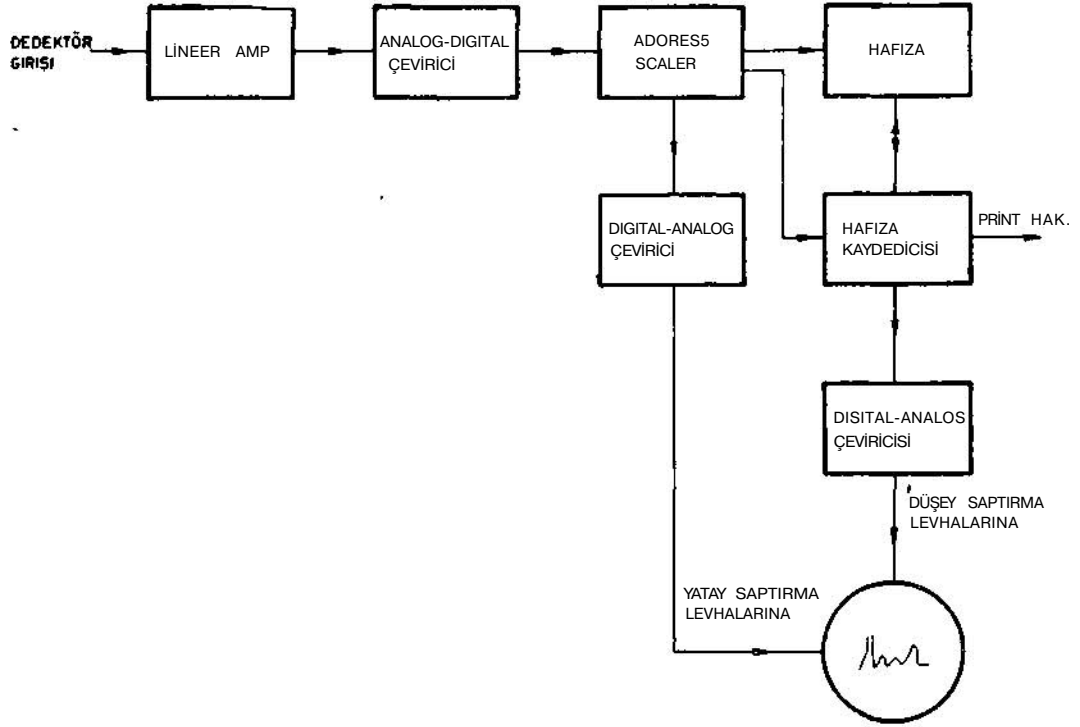 DEDEKTÖR
GIRIŞI
LİNEER AMP
ANALOG-DIGITAL
ÇEVİRİCİ
ADORES5
SCALER
HAFIZA
DIGITAL-ANALOG
ÇEVİRİCİ
HAFIZA
KAYDEDİCİSİ
PRİNT HAK.
DISITAL-ANALOS
ÇEVİRİCİSİ
DÜŞEY SAPTIRMA
LEVHALARINA
YATAY SAPTIRMA
LEVHALARINA